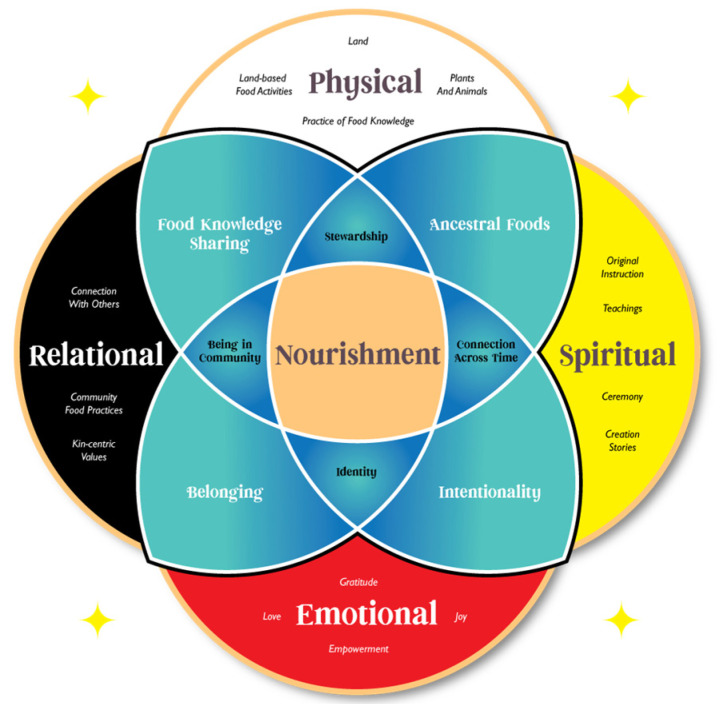 Land
Land-based
Food Activities
Physical
Plants
And Animals
Practice of Food Knowledge
Food Knowledge
Sharing
Stewardship
Ancestral Foods
Connection
With Others
Relational
Community
Food Practices
Kin-centric
Values
Being in
Community
Nourishment
Connection
Across Time
Original
Instruction
Teachings
Spiritual
Ceremony
Creation
Stories
Belonging
Identity
Intentionality
Gratitude
Love
Emotional
Joy
Empowerment